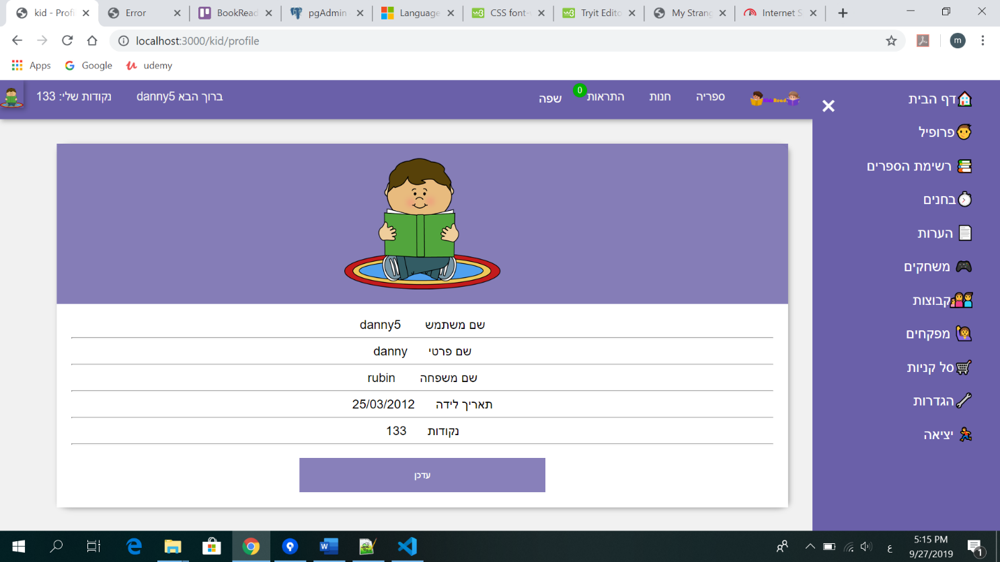 kid - Profi
Error
BookRead
pgAdmin
Language
CSS font-
Tryit Edito
My Strang
Internet S
localhost:3000/kid/profile
m
Apps
Google
udemy
ספריה
חנות
התראות
0
שפה
ברוך הבא danny5
נקודות שלי: 133
דף הבית
פרופיל
רשימת הספרים
בחנים
הערות
משחקים
קבוצות
מפקחים
סל קניות
הגדרות
יציאה
שם משתמש danny5
שם פרטי danny
שם משפחה rubin
תאריך לידה 25/03/2012
נקודות 133
עדכן
ع
5:15 PM
9/27/2019
1